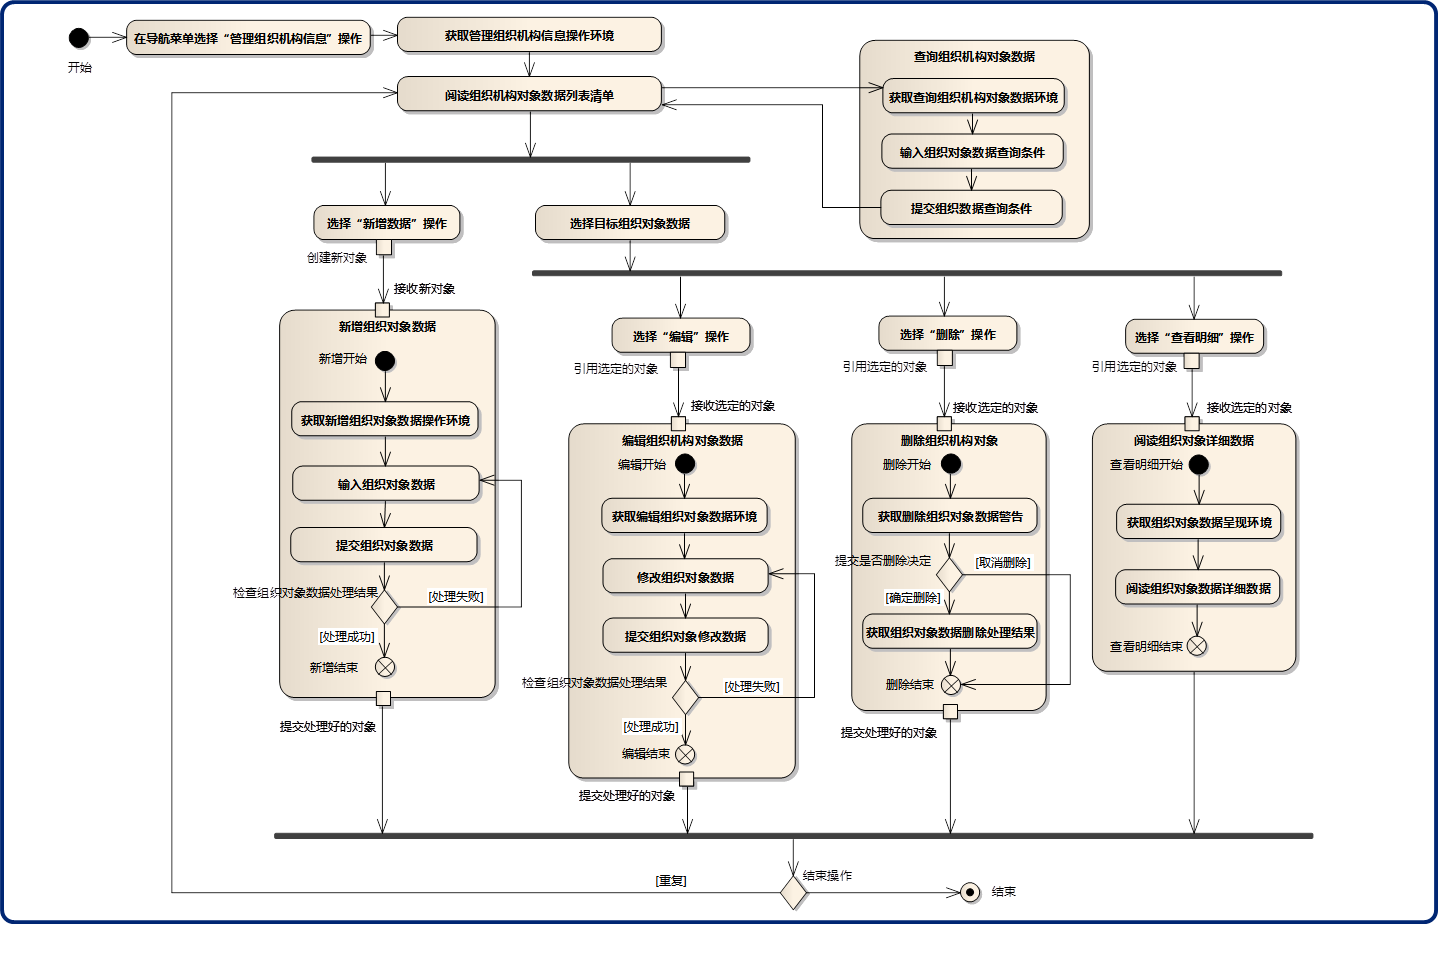 在导航菜单选择“管理组织机构信息”操作
获取管理组织机构信息操作环境
开始
查询组织机构对象数据
阅读组织机构对象数据列表清单
获取查询组织机构对象数据环境
输入组织对象数据查询条件
提交组织数据查询条件
选择“新增数据”操作
选择目标组织对象数据
创建新对象
接收新对象
新增组织对象数据
新增开始
获取新增组织对象数据操作环境
输入组织对象数据
提交组织对象数据
检查组织对象数据处理结果
[处理失败]
[处理成功]
新增结束
提交处理好的对象
选择“编辑”操作
引用选定的对象
接收选定的对象
编辑组织机构对象数据
编辑开始
获取编辑组织对象数据环境
修改组织对象数据
提交组织对象修改数据
检查组织对象数据处理结果
[处理失败]
[处理成功]
编辑结束
提交处理好的对象
选择“删除”操作
引用选定的对象
接收选定的对象
删除组织机构对象
删除开始
获取删除组织对象数据警告
提交是否删除决定
[取消删除]
[确定删除]
获取组织对象数据删除处理结果
删除结束
提交处理好的对象
选择“查看明细”操作
引用选定的对象
接收选定的对象
阅读组织对象详细数据
查看明细开始
获取组织对象数据呈现环境
阅读组织对象数据详细数据
查看明细结束
[重复]
结束操作
结束